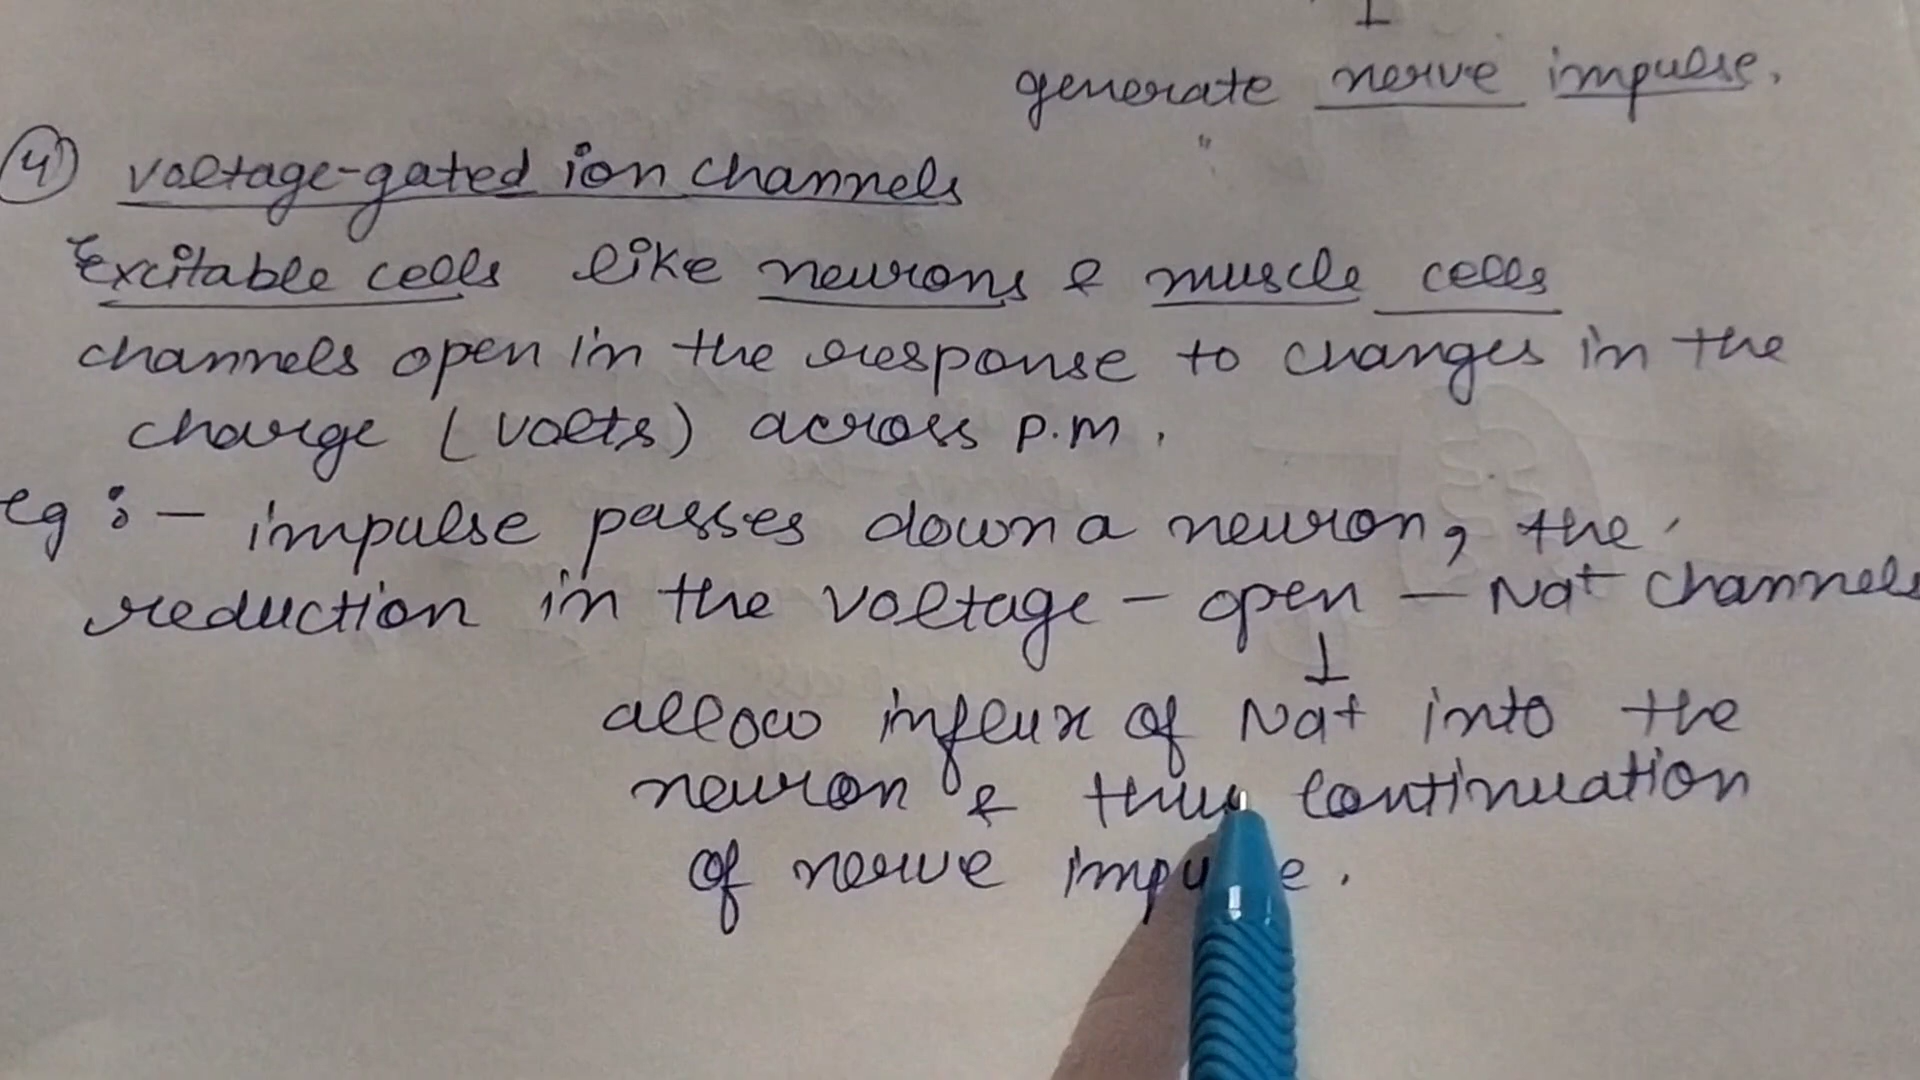 generate nerve impulse.
4) voltage-gated ion channels
Excitable cells like neurons & muscle cells
channels open in the response to changes in the
charge (volts) across p.m.
eg :- impulse passes down a neuron, the
reduction in the voltage - open - Na+ channels
allow influx of Na+ into the
neuron & thus continuation
of nerve impulse.